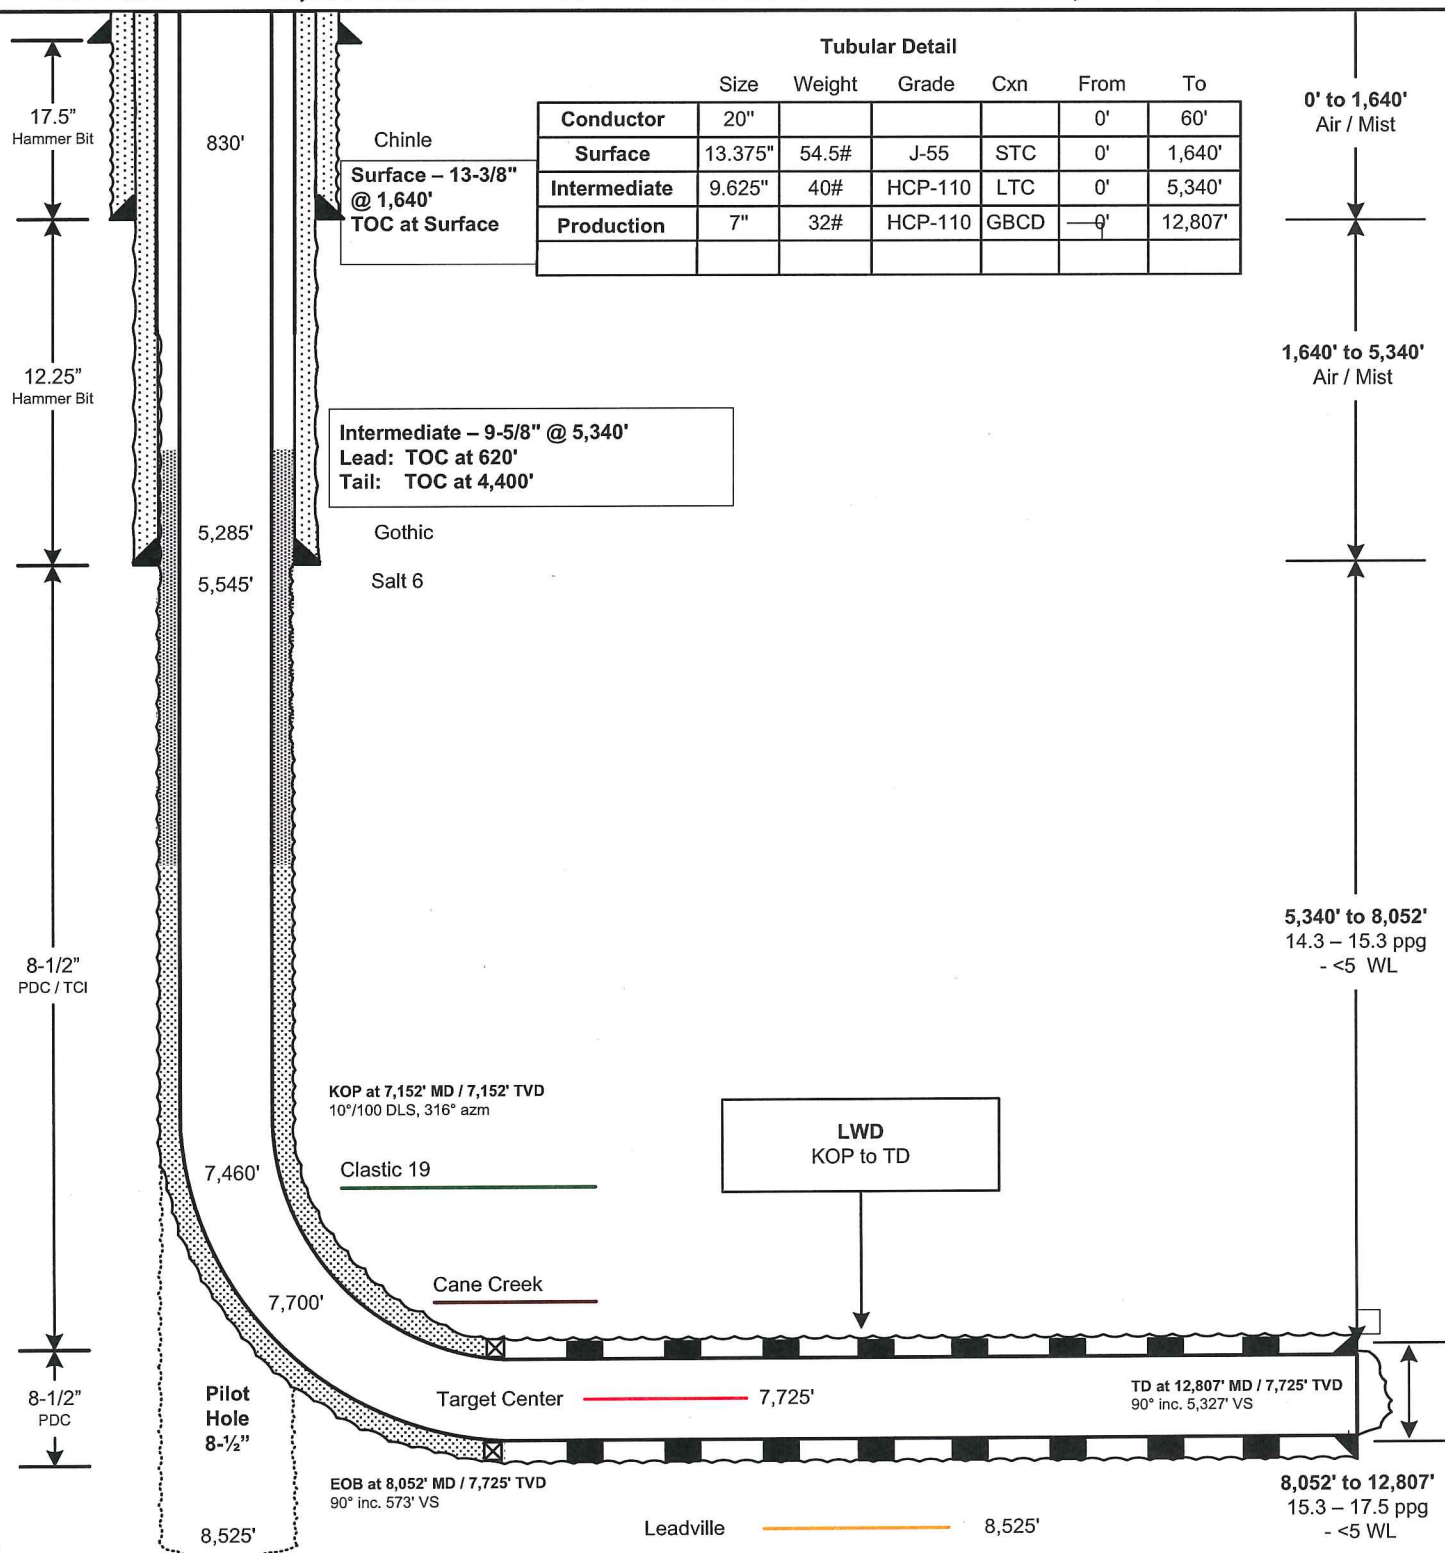 Tubular Detail
Size Weight Grade Cxn From To
Conductor 20" 0' 60'
Surface 13.375" 54.5# J-55 STC 0' 1,640'
Intermediate 9.625" 40# HCP-110 LTC 0' 5,340'
Production 7" 32# HCP-110 GBCD 0' 12,807'
17.5"
Hammer Bit
830'
Chinle
Surface – 13-3/8"
@ 1,640'
TOC at Surface
0' to 1,640'
Air / Mist
12.25"
Hammer Bit
1,640' to 5,340'
Air / Mist
Intermediate – 9-5/8" @ 5,340'
Lead: TOC at 620'
Tail: TOC at 4,400'
5,285'
Gothic
5,545'
Salt 6
8-1/2"
PDC / TCI
5,340' to 8,052'
14.3 – 15.3 ppg
- <5 WL
KOP at 7,152' MD / 7,152' TVD
10°/100 DLS, 316° azm
LWD
KOP to TD
7,460'
Clastic 19
Cane Creek
7,700'
8-1/2"
PDC
Pilot
Hole
8-½"
Target Center
7,725'
TD at 12,807' MD / 7,725' TVD
90° inc. 5,327' VS
EOB at 8,052' MD / 7,725' TVD
90° inc. 573' VS
8,052' to 12,807'
15.3 – 17.5 ppg
- <5 WL
8,525'
Leadville
8,525'